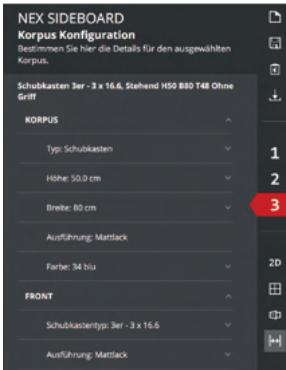 NEX SIDEBOARD
Korpus Konfiguration
Bestimmen Sie hier die Details für den ausgewählten
Korpus.
Schubkasten 3er - 3 x 16.6, Stehend H50 B80 T48 Ohne
Griff
KORPUS
Typ: Schubkasten
Höhe: 50.0 cm
Breite: 80 cm
Ausführung: Mattlack
Farbe: 34 blu
FRONT
Schubkastentyp: 3er - 3 x 16.6
Ausführung: Mattlack
1
2
3
2D